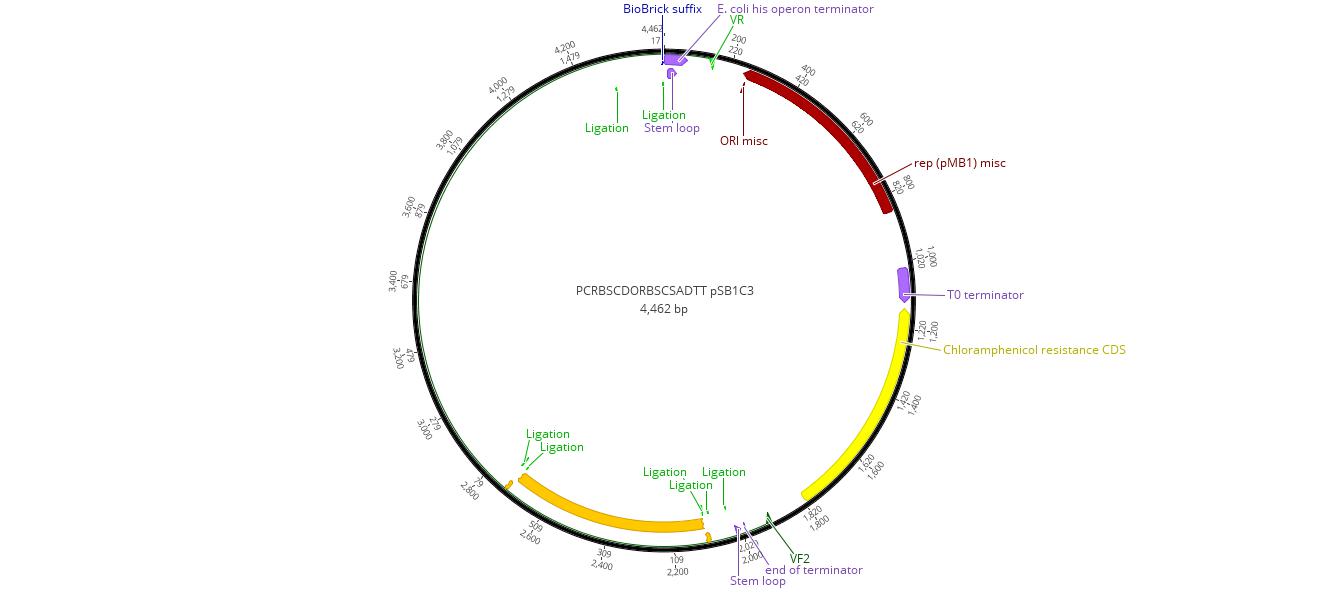 BioBrick suffix
E. coli his operon terminator
VR
4,462
17
200
220
4,200
1,479
400
420
4,000
1,279
600
620
Ligation
Ligation
Stem loop
ORI misc
3,800
1,079
rep (pMB1) misc
800
820
3,600
879
1,000
1,020
3,400
679
PCRBSCDORBSCSADTT pSB1C3
4,462 bp
T0 terminator
1,220
1,200
3,200
479
Chloramphenicol resistance CDS
1,420
1,400
3,000
279
Ligation
Ligation
1,620
1,600
Ligation
Ligation
Ligation
79
2,800
1,820
1,800
509
2,600
309
2,400
109
2,200
2,020
2,000
VF2
end of terminator
Stem loop